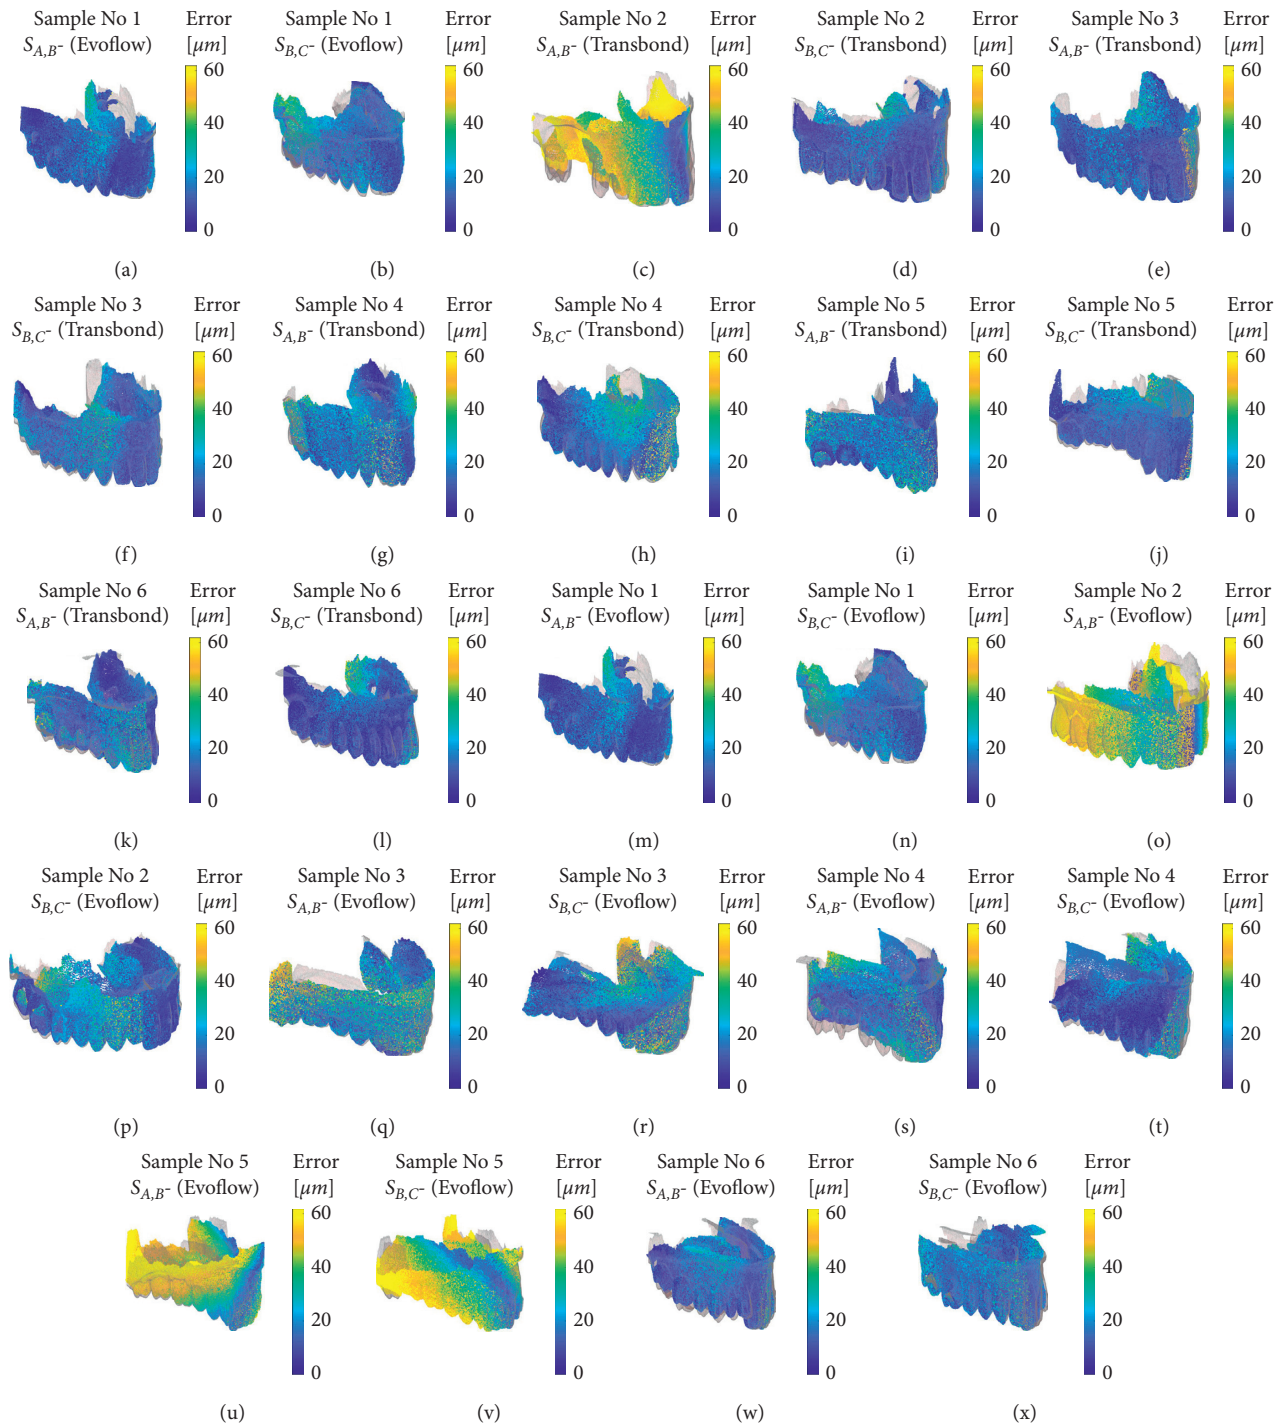 Sample No 1
S_{A,B}- (Evoflow)
Error
[μm]
60
40
20
0
(a)
Sample No 1
S_{B,C}- (Evoflow)
Error
[μm]
60
40
20
0
(b)
Sample No 2
S_{A,B}- (Transbond)
Error
[μm]
60
40
20
0
(c)
Sample No 2
S_{B,C}- (Transbond)
Error
[μm]
60
40
20
0
(d)
Sample No 3
S_{A,B}- (Transbond)
Error
[μm]
60
40
20
0
(e)
Sample No 3
S_{B,C}- (Transbond)
Error
[μm]
60
40
20
0
(f)
Sample No 4
S_{A,B}- (Transbond)
Error
[μm]
60
40
20
0
(g)
Sample No 4
S_{B,C}- (Transbond)
Error
[μm]
60
40
20
0
(h)
Sample No 5
S_{A,B}- (Transbond)
Error
[μm]
60
40
20
0
(i)
Sample No 5
S_{B,C}- (Transbond)
Error
[μm]
60
40
20
0
(j)
Sample No 6
S_{A,B}- (Transbond)
Error
[μm]
60
40
20
0
(k)
Sample No 6
S_{B,C}- (Transbond)
Error
[μm]
60
40
20
0
(l)
Sample No 1
S_{A,B}- (Evoflow)
Error
[μm]
60
40
20
0
(m)
Sample No 1
S_{B,C}- (Evoflow)
Error
[μm]
60
40
20
0
(n)
Sample No 2
S_{A,B}- (Evoflow)
Error
[μm]
60
40
20
0
(o)
Sample No 2
S_{B,C}- (Evoflow)
Error
[μm]
60
40
20
0
(p)
Sample No 3
S_{A,B}- (Evoflow)
Error
[μm]
60
40
20
0
(q)
Sample No 3
S_{B,C}- (Evoflow)
Error
[μm]
60
40
20
0
(r)
Sample No 4
S_{A,B}- (Evoflow)
Error
[μm]
60
40
20
0
(s)
Sample No 4
S_{B,C}- (Evoflow)
Error
[μm]
60
40
20
0
(t)
Sample No 5
S_{A,B}- (Evoflow)
Error
[μm]
60
40
20
0
(u)
Sample No 5
S_{B,C}- (Evoflow)
Error
[μm]
60
40
20
0
(v)
Sample No 6
S_{A,B}- (Evoflow)
Error
[μm]
60
40
20
0
(w)
Sample No 6
S_{B,C}- (Evoflow)
Error
[μm]
60
40
20
0
(x)